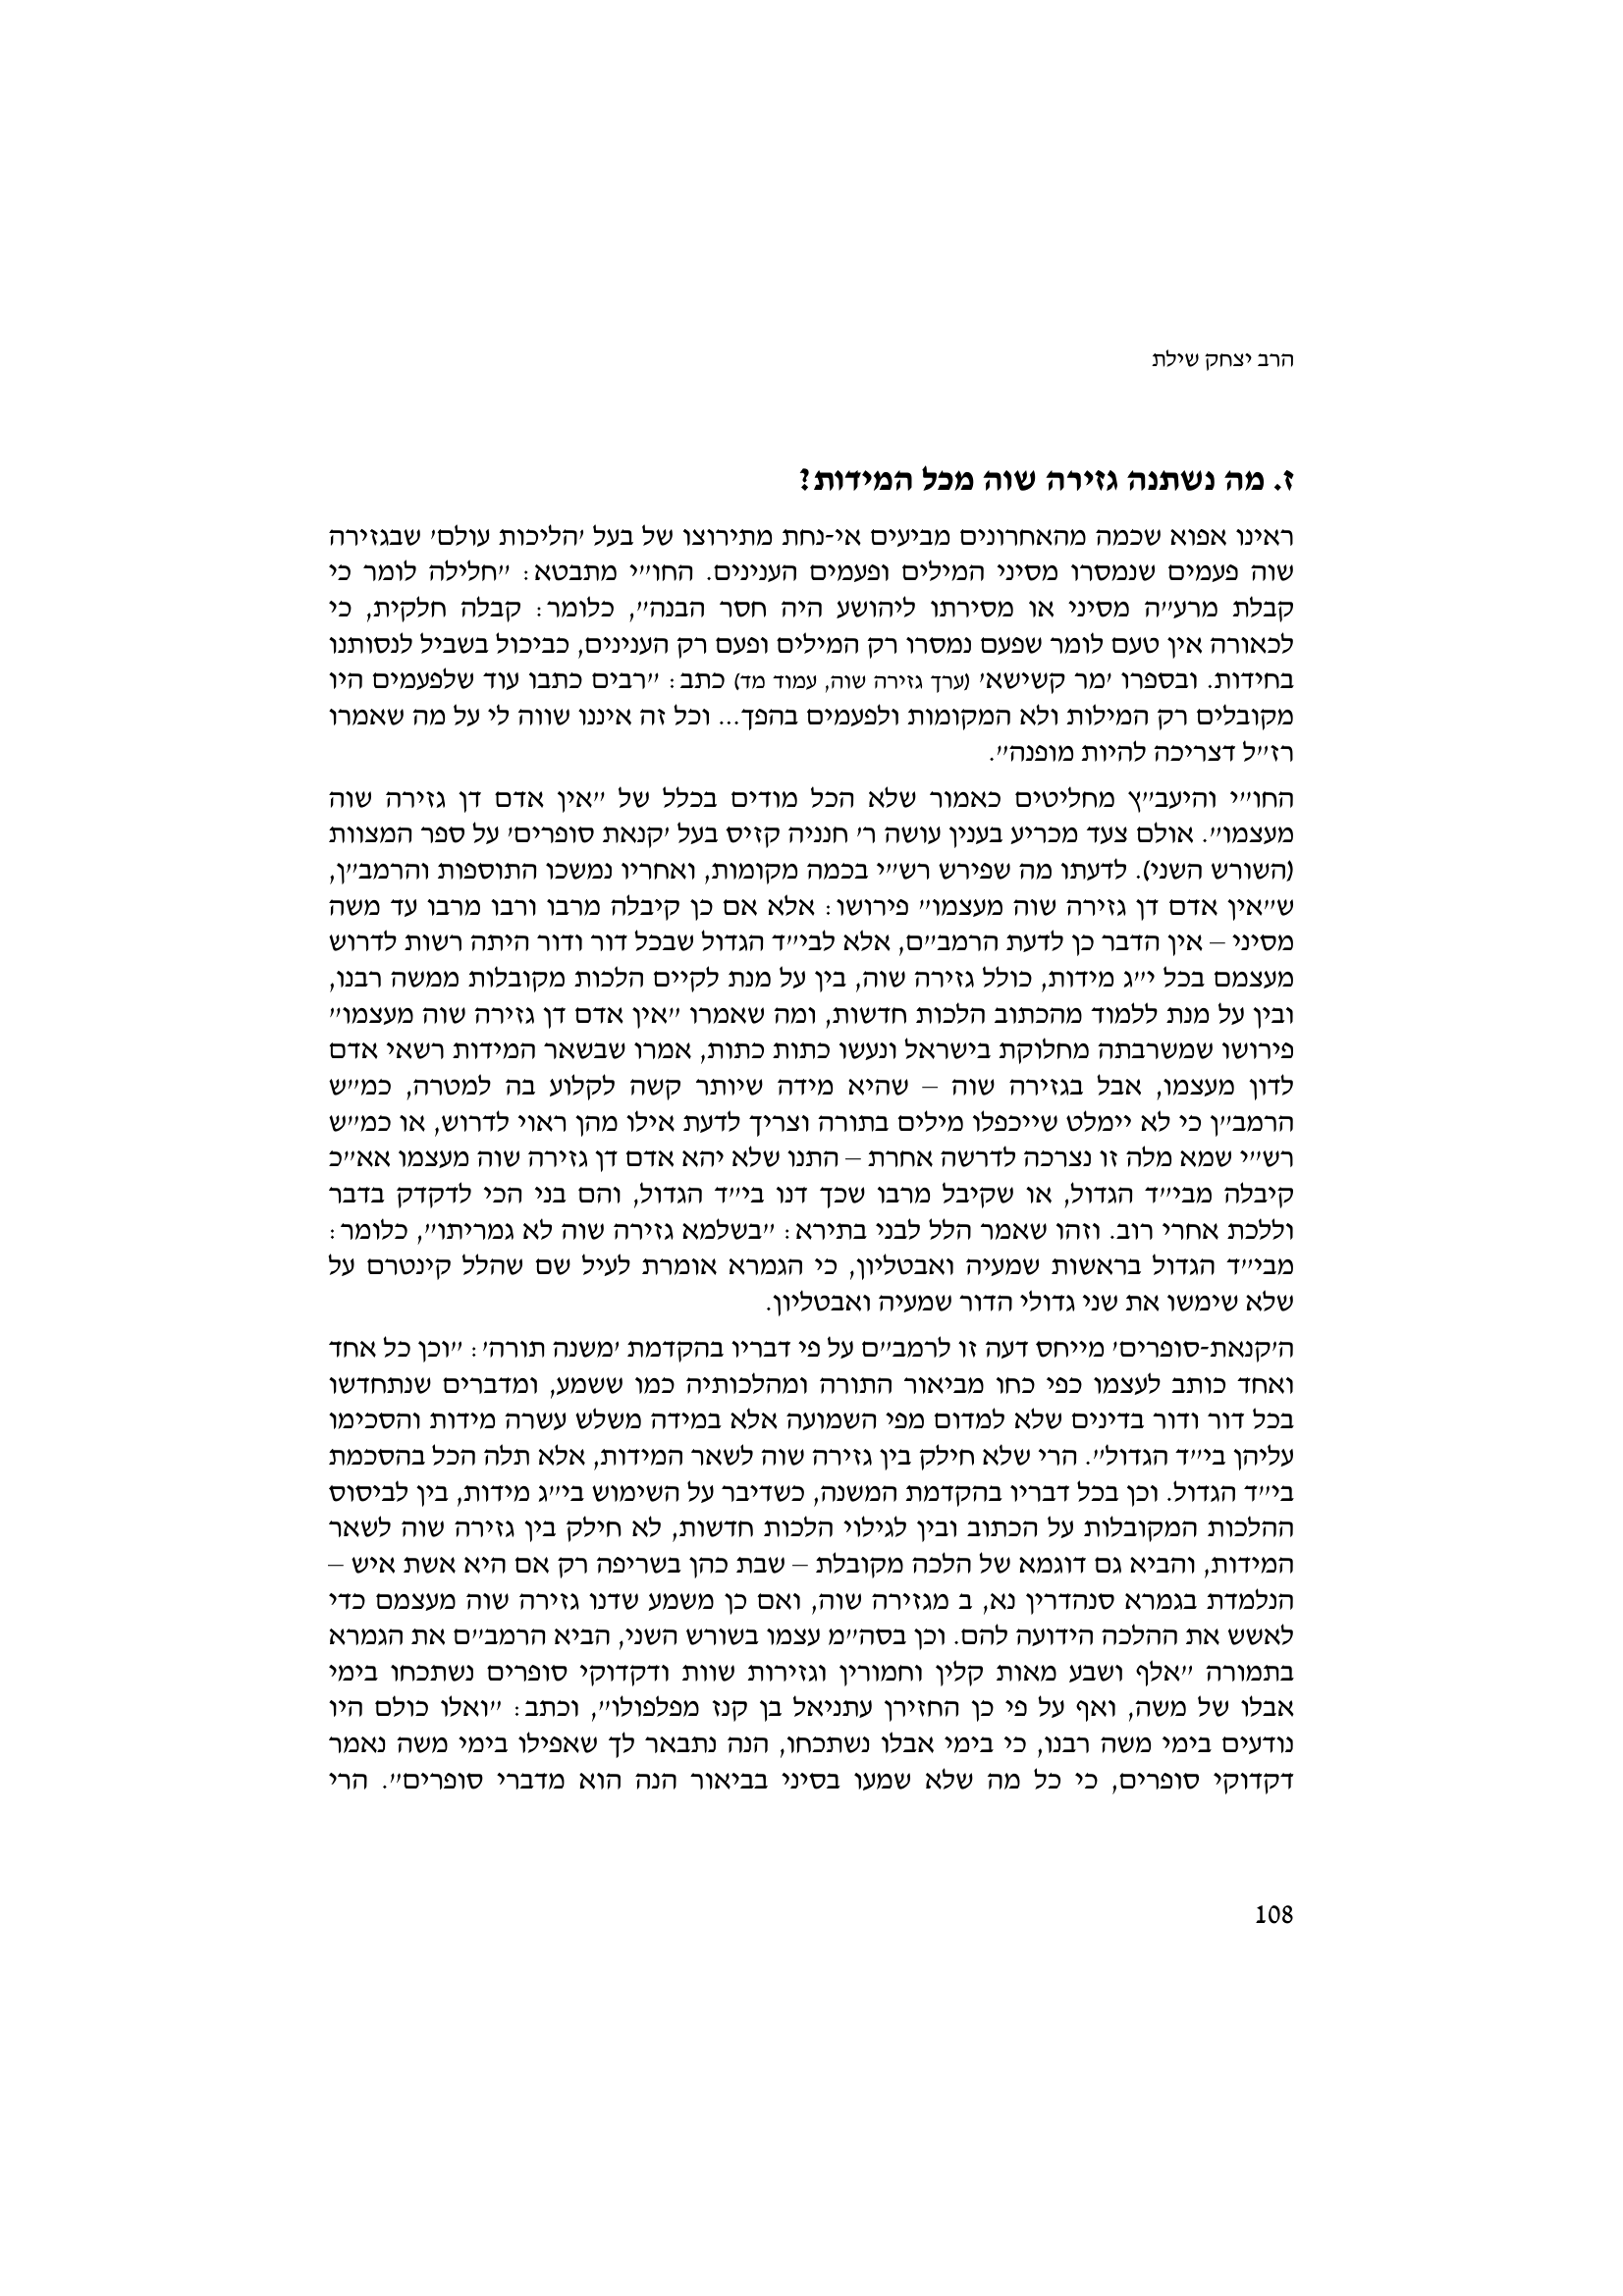 הרב יצחק שילת
ז. מה נשתנה גזירה שוה מכל המידות?
ראינו אפוא שכמה מהאחרונים מביעים אי-נחת מתירוצו של בעל 'הליכות עולם' שבגזירה
שוה פעמים שנמסרו מסיני המילים ופעמים הענינים. החו"י מתבטא: "חלילה לומר כי
קבלת מרע"ה מסיני או מסירתו ליהושע היה חסר הבנה", כלומר: קבלה חלקית, כי
לכאורה אין טעם לומר שפעם נמסרו רק המילים ופעם רק הענינים, כביכול בשביל לנסותנו
בחידות. ובספרו 'מר קשישא' (ערך גזירה שוה, עמוד מד) כתב: "רבים כתבו עוד שלפעמים היו
מקובלים רק המילות ולא המקומות ולפעמים בהפך... וכל זה איננו שווה לי על מה שאמרו
רז"ל דצריכה להיות מופנה".
החו"י והיעב"ץ מחליטים כאמור שלא הכל מודים בכלל של "אין אדם דן גזירה שוה
מעצמו". אולם צעד מכריע בענין עושה ר' חנניה קזיס בעל 'קנאת סופרים' על ספר המצוות
(השורש השני). לדעתו מה שפירש רש"י בכמה מקומות, ואחריו נמשכו התוספות והרמב"ן,
ש"אין אדם דן גזירה שוה מעצמו" פירושו: אלא אם כן קיבלה מרבו ורבו מרבו עד משה
מסיני – אין הדבר כן לדעת הרמב"ם, אלא לבי"ד הגדול שבכל דור ודור היתה רשות לדרוש
מעצמם בכל י"ג מידות, כולל גזירה שוה, בין על מנת לקיים הלכות מקובלות ממשה רבנו,
ובין על מנת ללמוד מהכתוב הלכות חדשות, ומה שאמרו "אין אדם דן גזירה שוה מעצמו"
פירושו שמשרבתה מחלוקת בישראל ונעשו כתות כתות, אמרו שבשאר המידות רשאי אדם
לדון מעצמו, אבל בגזירה שוה – שהיא מידה שיותר קשה לקלוע בה למטרה, כמ"ש
הרמב"ן כי לא יימלט שייכפלו מילים בתורה וצריך לדעת אילו מהן ראוי לדרוש, או כמ"ש
רש"י שמא מלה זו נצרכה לדרשה אחרת – התנו שלא יהא אדם דן גזירה שוה מעצמו אא"כ
קיבלה מבי"ד הגדול, או שקיבל מרבו שכך דנו בי"ד הגדול, והם בני הכי לדקדק בדבר
וללכת אחרי רוב. וזהו שאמר הלל לבני בתירא: "בשלמא גזירה שוה לא גמריתו", כלומר:
מבי"ד הגדול בראשות שמעיה ואבטליון, כי הגמרא אומרת לעיל שם שהלל קינטרם על
שלא שימשו את שני גדולי הדור שמעיה ואבטליון.
ה'קנאת-סופרים' מייחס דעה זו לרמב"ם על פי דבריו בהקדמת 'משנה תורה': "וכן כל אחד
ואחד כותב לעצמו כפי כחו מביאור התורה ומהלכותיה כמו ששמע, ומדברים שנתחדשו
בכל דור ודור בדינים שלא למדום מפי השמועה אלא במידה משלש עשרה מידות והסכימו
עליהן בי"ד הגדול". הרי שלא חילק בין גזירה שוה לשאר המידות, אלא תלה הכל בהסכמת
בי"ד הגדול. וכן בכל דבריו בהקדמת המשנה, כשדיבר על השימוש בי"ג מידות, בין לביסוס
ההלכות המקובלות על הכתוב ובין לגילוי הלכות חדשות, לא חילק בין גזירה שוה לשאר
המידות, והביא גם דוגמא של הלכה מקובלת – שבת כהן בשריפה רק אם היא אשת איש –
הנלמדת בגמרא סנהדרין נא, ב מגזירה שוה, ואם כן משמע שדנו גזירה שוה מעצמם כדי
לאשש את ההלכה הידועה להם. וכן בסה"מ עצמו בשורש השני, הביא הרמב"ם את הגמרא
בתמורה "אלף ושבע מאות קלין וחמורין וגזירות שוות ודקדוקי סופרים נשתכחו בימי
אבלו של משה, ואף על פי כן החזירן עתניאל בן קנז מפלפולו", וכתב: "ואלו כולם היו
נודעים בימי משה רבנו, כי בימי אבלו נשתכחו, הנה נתבאר לך שאפילו בימי משה נאמר
דקדוקי סופרים, כי כל מה שלא שמעו בסיני בביאור הנה הוא מדברי סופרים". הרי
108